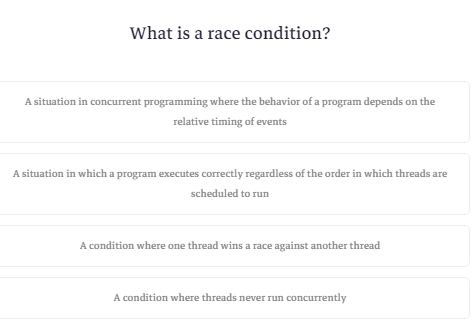 What is a race condition?
A situation in concurrent programming where the behavior of a program depends on the
relative timing of events
A situation in which a program executes correctly regardless of the order in which threads are
scheduled to run
A condition where one thread wins a race against another thread
A condition where threads never run concurrently